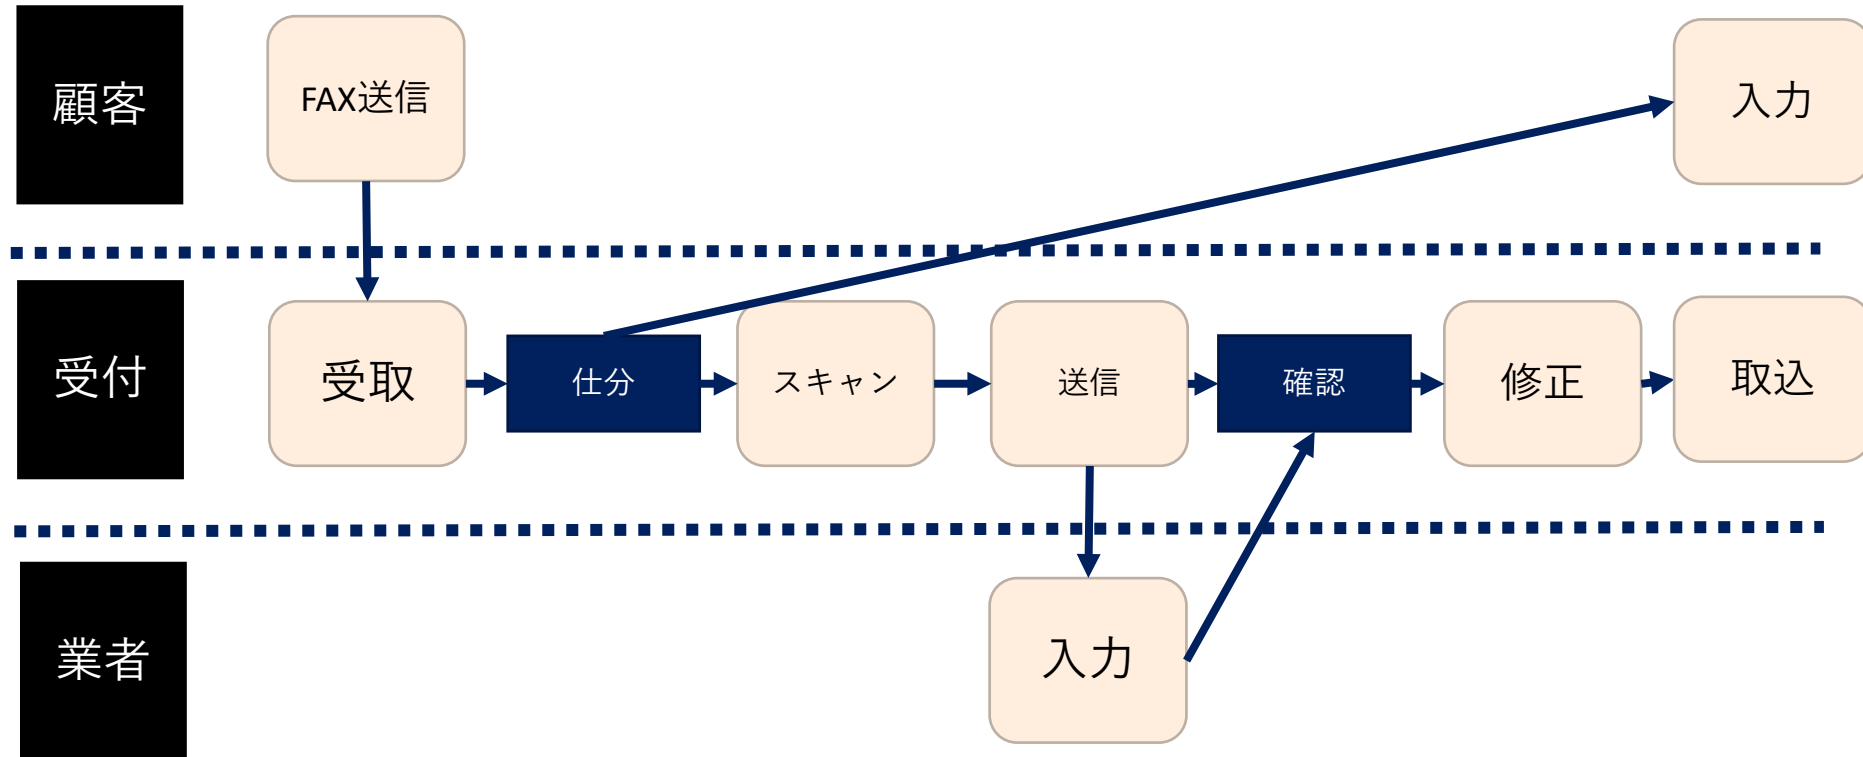 顧客
FAX送信
入力
受付
受取
仕分
スキャン
送信
確認
修正
取込
業者
入力